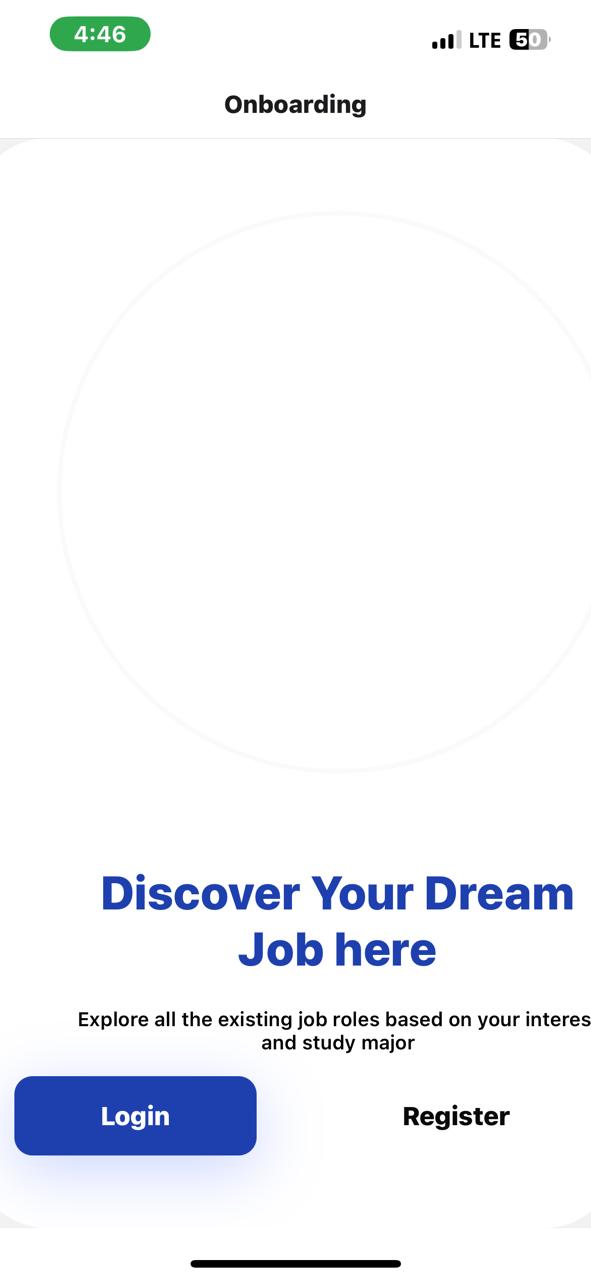 4:46
LTE 50
Onboarding
Discover Your Dream
Job here
Explore all the existing job roles based on your interes
and study major
Login
Register